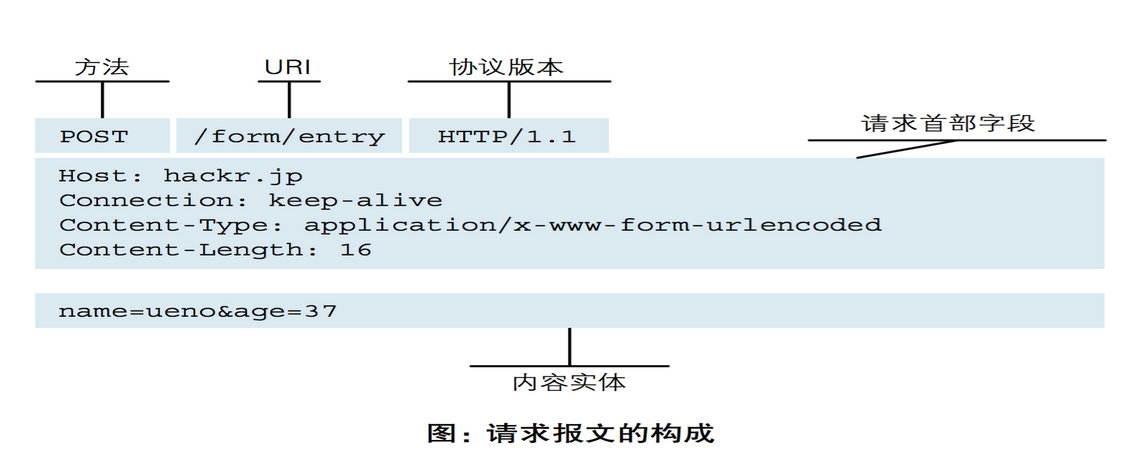 方法 URI 协议版本
请求首部字段
POST /form/entry HTTP/1.1
Host: hackr.jp
Connection: keep-alive
Content-Type: application/x-www-form-urlencoded
Content-Length: 16
name=ueno&age=37
内容实体
图：请求报文的构成